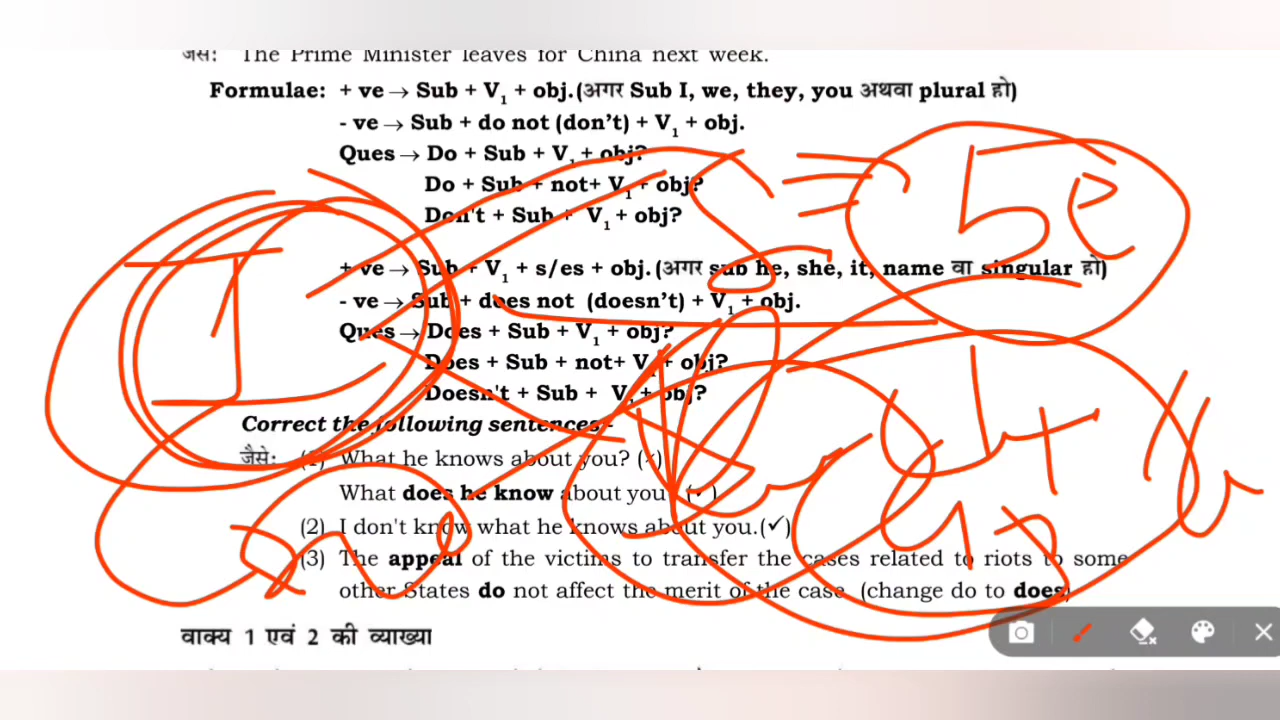 जैसे: The Prime Minister leaves for China next week.
Formulae: + ve → Sub + V₁ + obj.(अगर Sub I, we, they, you अथवा plural हो)
- ve → Sub + do not (don't) + V₁ + obj.
Ques → Do + Sub + V₁ + obj?
Do + Sub + not+ V₁ + obj?
Don't + Sub + V₁ + obj?
+ ve → Sub + V₁ + s/es + obj. (अगर sub he, she, it, name वा singular हो)
- ve → Sub + does not (doesn't) + V₁ + obj.
Ques → Does + Sub + V₁ + obj?
Does + Sub + not+ V₁ + obj?
Doesn't + Sub + V₁ + obj?
Correct the following sentences-
जैसे: (1) What he knows about you? (×)
What does he know about you (✓)
(2) I don't know what he knows about you.(✓)
(3) The appeal of the victims to transfer the cases related to riots to some
other States do not affect the merit of the case. (change do to does)
वाक्य 1 एवं 2 की व्याख्या
I